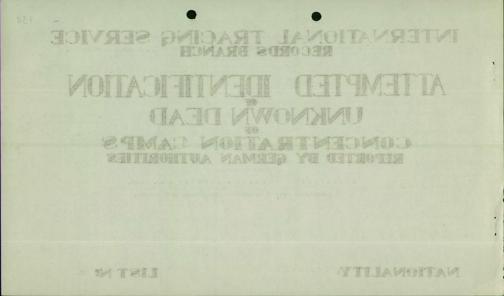 INTERNATIONAL TRACING SERVICE
RECORDS BRANCH
ATTEMPTED IDENTIFICATION
OF
UNKNOWN DEAD
OF
CONCENTRATION CAMPS
REPORTED BY GERMAN AUTHORITIES
NATIONALITY
LIST Nº